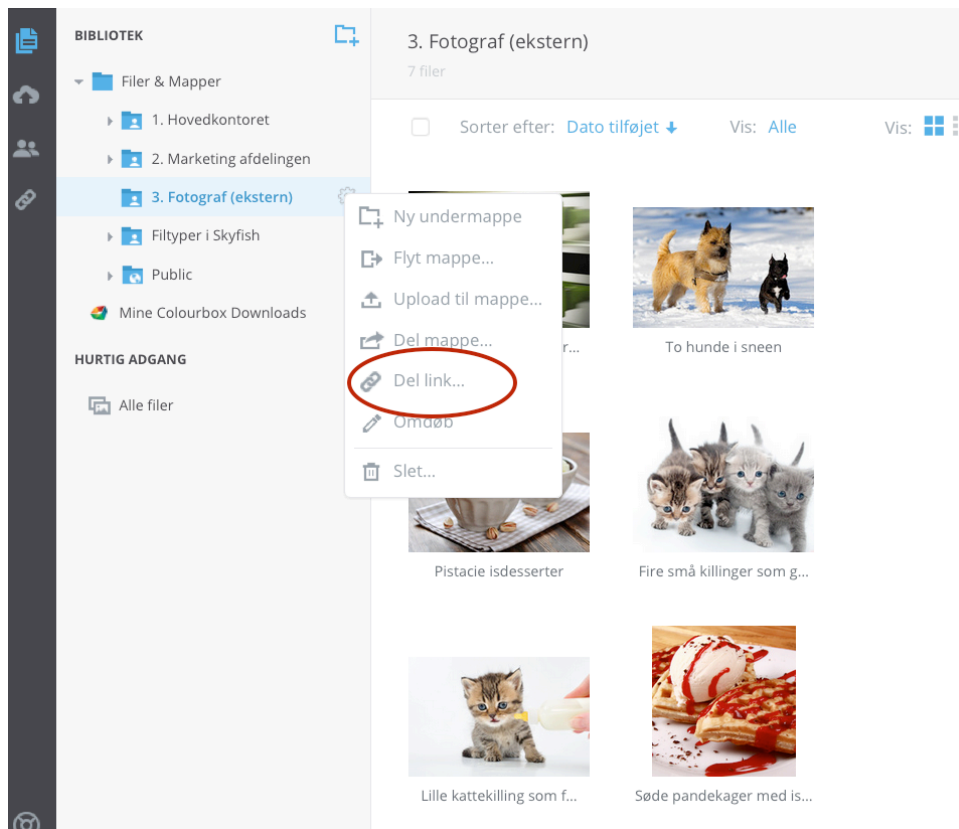 BIBLIOTEK
Filer & Mapper
1. Hovedkontoret
2. Marketing afdelingen
3. Fotograf (ekstern)
Filtyper i Skyfish
Public
Mine Colourbox Downloads
HURTIG ADGANG
Alle filer
3. Fotograf (ekstern)
7 filer
Sorter efter: Dato tilføjet
Vis: Alle
Vis:
Ny undermappe
Flyt mappe...
Upload til mappe...
Del mappe...
Del link...
Omdøb
Slet...
To hunde i sneen
Pistacie isdesserter
Fire små killinger som g...
Lille kattekilling som f...
Søde pandekager med is...